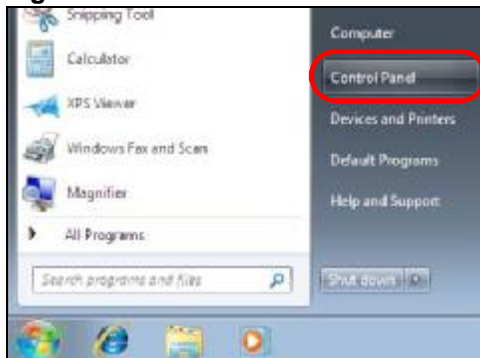 Snipping Tool
Calculator
XPS Viewer
Windows Fax and Scan
Magnifier
All Programs
Search programs and files
Computer
Control Panel
Devices and Printers
Default Programs
Help and Support
Shut down